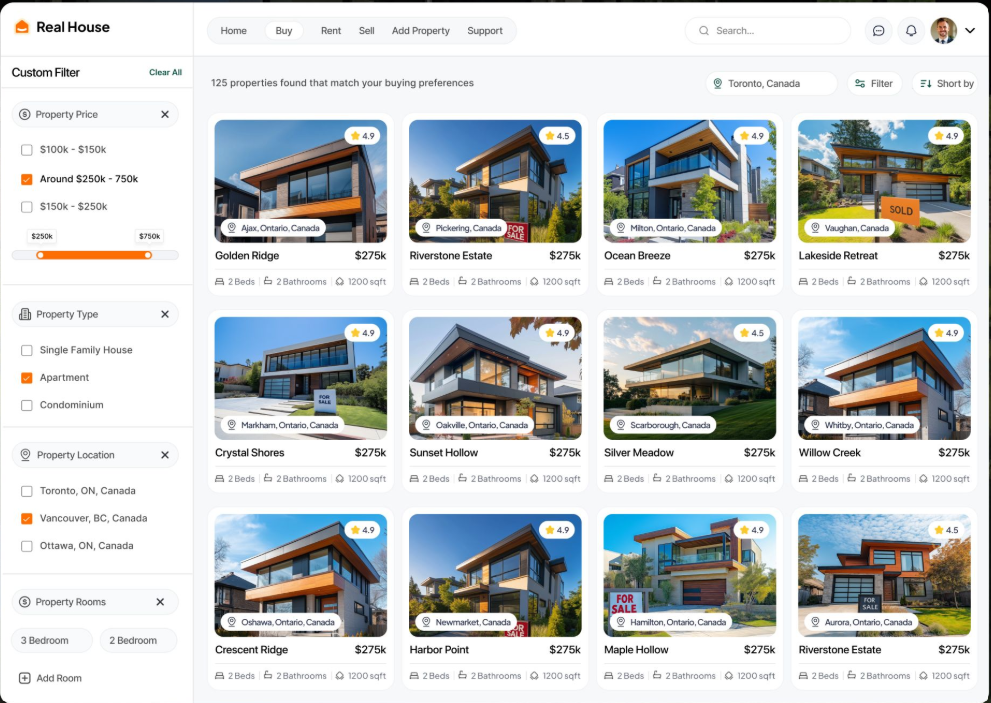 Real House
Home Buy Rent Sell Add Property Support
Search...
Custom Filter Clear All
Property Price
$100k - $150k
Around $250k - 750k
$150k - $250k
$250k $750k
Property Type
Single Family House
Apartment
Condominium
Property Location
Toronto, ON, Canada
Vancouver, BC, Canada
Ottawa, ON, Canada
Property Rooms
3 Bedroom 2 Bedroom
Add Room
125 properties found that match your buying preferences
Toronto, Canada Filter Short by
4.9 4.5 4.9 4.9
FOR
SALE
SOLD
Ajax, Ontario, Canada Pickering, Canada Milton, Ontario, Canada Vaughan, Canada
Golden Ridge $275k Riverstone Estate $275k Ocean Breeze $275k Lakeside Retreat $275k
2 Beds 2 Bathrooms 1200 sqft 2 Beds 2 Bathrooms 1200 sqft 2 Beds 2 Bathrooms 1200 sqft 2 Beds 2 Bathrooms 1200 sqft
4.9 4.9 4.5 4.9
FOR
SALE
Markham, Ontario, Canada Oakville, Ontario, Canada Scarborough, Canada Whitby, Ontario, Canada
Crystal Shores $275k Sunset Hollow $275k Silver Meadow $275k Willow Creek $275k
2 Beds 2 Bathrooms 1200 sqft 2 Beds 2 Bathrooms 1200 sqft 2 Beds 2 Bathrooms 1200 sqft 2 Beds 2 Bathrooms 1200 sqft
4.9 4.9 4.9 4.5
FOR
SALE
FOR
SALE
Oshawa, Ontario, Canada Newmarket, Canada Hamilton, Ontario, Canada Aurora, Ontario, Canada
Crescent Ridge $275k Harbor Point $275k Maple Hollow $275k Riverstone Estate $275k
2 Beds 2 Bathrooms 1200 sqft 2 Beds 2 Bathrooms 1200 sqft 2 Beds 2 Bathrooms 1200 sqft 2 Beds 2 Bathrooms 1200 sqft